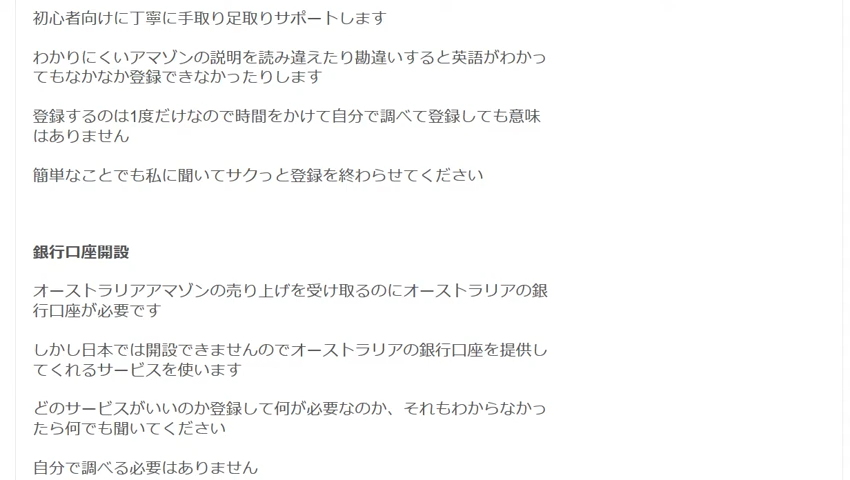 初心者向けに丁寧に手取り足取りサポートします
わかりにくいアマゾンの説明を読み違えたり勘違いすると英語がわかっ
てもなかなか登録できなかったりします
登録するのは1度だけなので時間をかけて自分で調べて登録しても意味
はありません
簡単なことでも私に聞いてサクっと登録を終わらせてください
銀行口座開設
オーストラリアアマゾンの売り上げを受け取るのにオーストラリアの銀
行口座が必要です
しかし日本では開設できませんのでオーストラリアの銀行口座を提供し
てくれるサービスを使います
どのサービスがいいのか登録して何が必要なのか、それもわからなかっ
たら何でも聞いてください
自分で調べる必要はありません